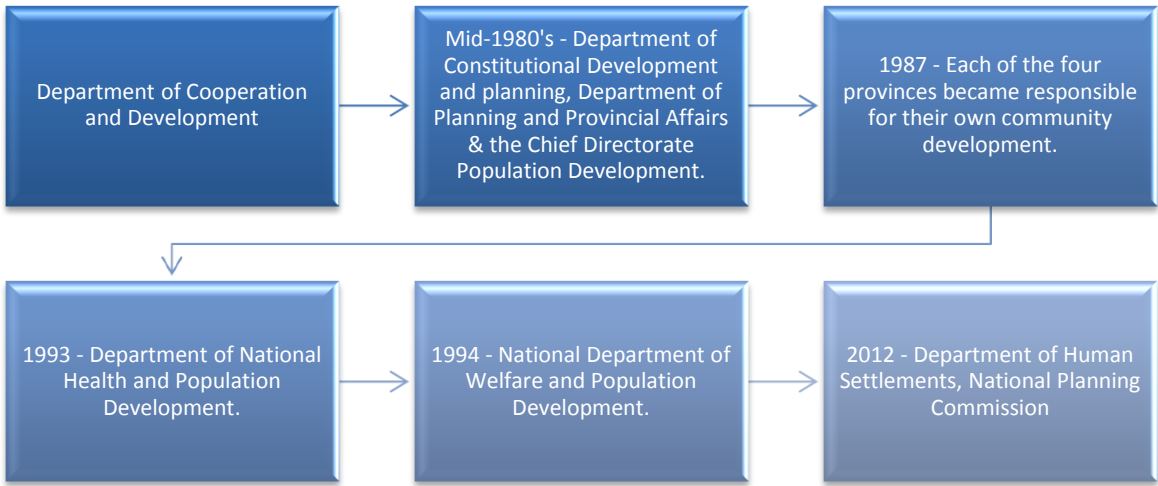 Department of Cooperation
and Development
Mid-1980's - Department of
Constitutional Development
and planning, Department of
Planning and Provincial Affairs
& the Chief Directorate
Population Development.
1987 - Each of the four
provinces became responsible
for their own community
development.
1993 - Department of National
Health and Population
Development.
1994 - National Department of
Welfare and Population
Development.
2012 - Department of Human
Settlements, National Planning
Commission